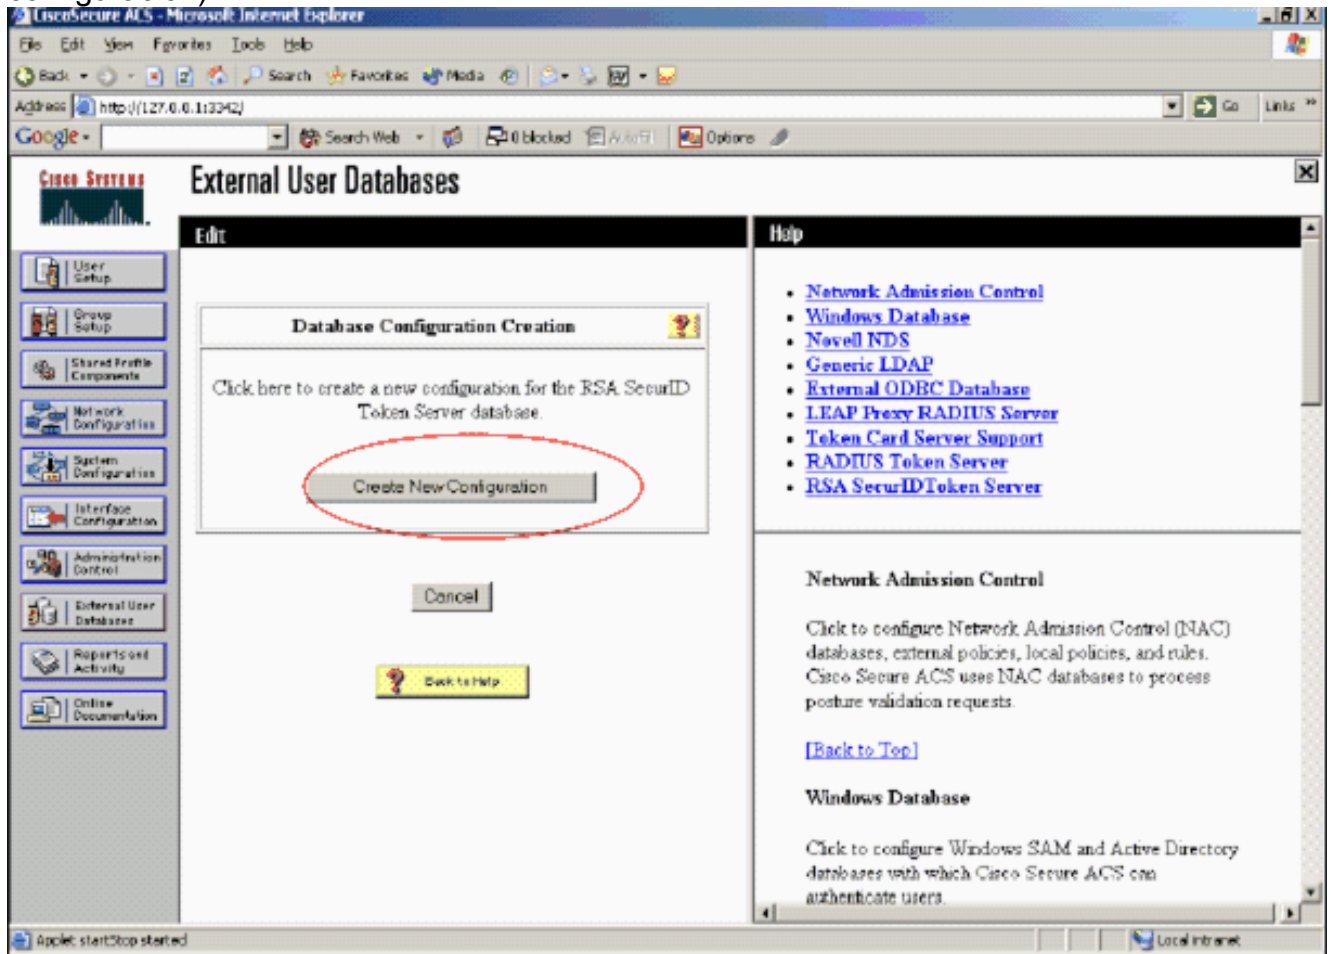 CiscoSecure ACS - Microsoft Internet Explorer
File Edit View Favorites Tools Help
Back Search Favorites Media
Address http://127.0.0.1:3342/ Go Links »
Google Search Web 0 blocked AutoFill Options
CISCO SYSTEMS
External User Databases
Edit
User
Setup
Group
Setup
Shared Profile
Components
Network
Configuration
System
Configuration
Interface
Configuration
Administration
Control
External User
Databases
Reports and
Activity
Online
Documentation
Database Configuration Creation
Click here to create a new configuration for the RSA SecurID
Token Server database.
Create New Configuration
Cancel
Back to Help
Help
• Network Admission Control
• Windows Database
• Novell NDS
• Generic LDAP
• External ODBC Database
• LEAP Proxy RADIUS Server
• Token Card Server Support
• RADIUS Token Server
• RSA SecurIDToken Server
Network Admission Control
Click to configure Network Admission Control (NAC)
databases, external policies, local policies, and rules.
Cisco Secure ACS uses NAC databases to process
posture validation requests.
[Back to Top]
Windows Database
Click to configure Windows SAM and Active Directory
databases with which Cisco Secure ACS can
authenticate users.
Applet startStop started
Local intranet